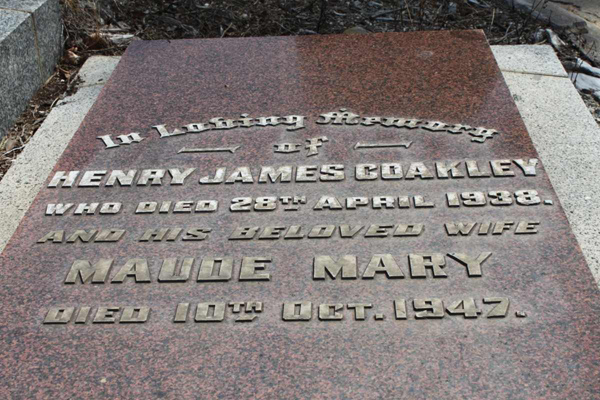 In Loving Memory
of
HENRY JAMES COAKLEY
WHO DIED 28TH APRIL 1938.
AND HIS BELOVED WIFE
MAUDE MARY
DIED 10TH OCT. 1947.